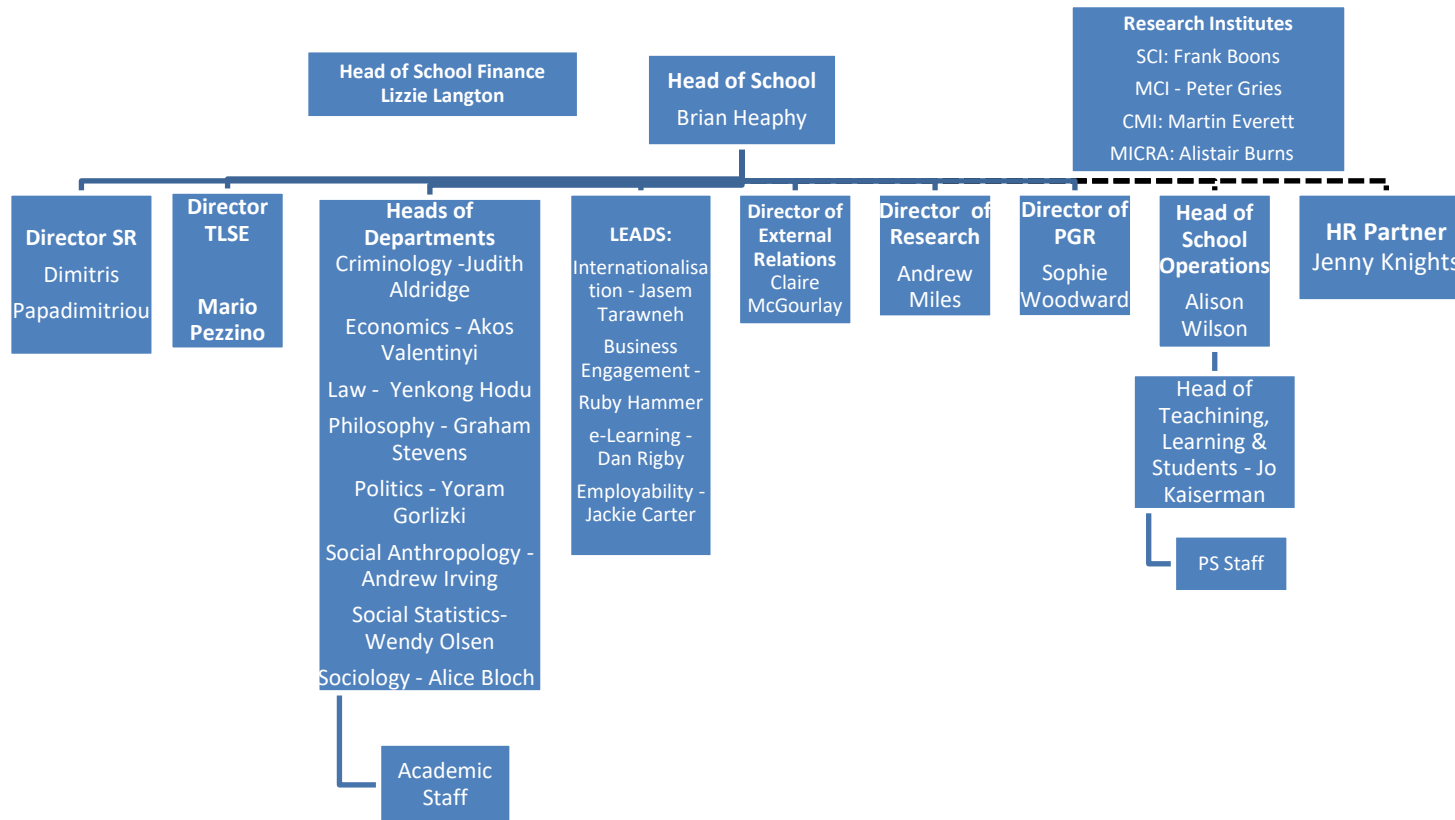 Head of School Finance
Lizzie Langton
Head of School
Brian Heaphy
Research Institutes
SCI: Frank Boons
MCI - Peter Gries
CMI: Martin Everett
MICRA: Alistair Burns
Director SR
Dimitris
Papadimitriou
Director
TLSE
Mario
Pezzino
Heads of
Departments
Criminology -Judith
Aldridge
Economics - Akos
Valentinyi
Law - Yenkong Hodu
Philosophy - Graham
Stevens
Politics - Yoram
Gorlizki
Social Anthropology -
Andrew Irving
Social Statistics-
Wendy Olsen
Sociology - Alice Bloch
Academic
Staff
LEADS:
Internationalisa
tion - Jasem
Tarawneh
Business
Engagement -
Ruby Hammer
e-Learning -
Dan Rigby
Employability -
Jackie Carter
Director of
External
Relations
Claire
McGourlay
Director of
Research
Andrew
Miles
Director of
PGR
Sophie
Woodward
Head of
School
Operations
Alison
Wilson
Head of
Teachining,
Learning &
Students - Jo
Kaiserman
PS Staff
HR Partner
Jenny Knights